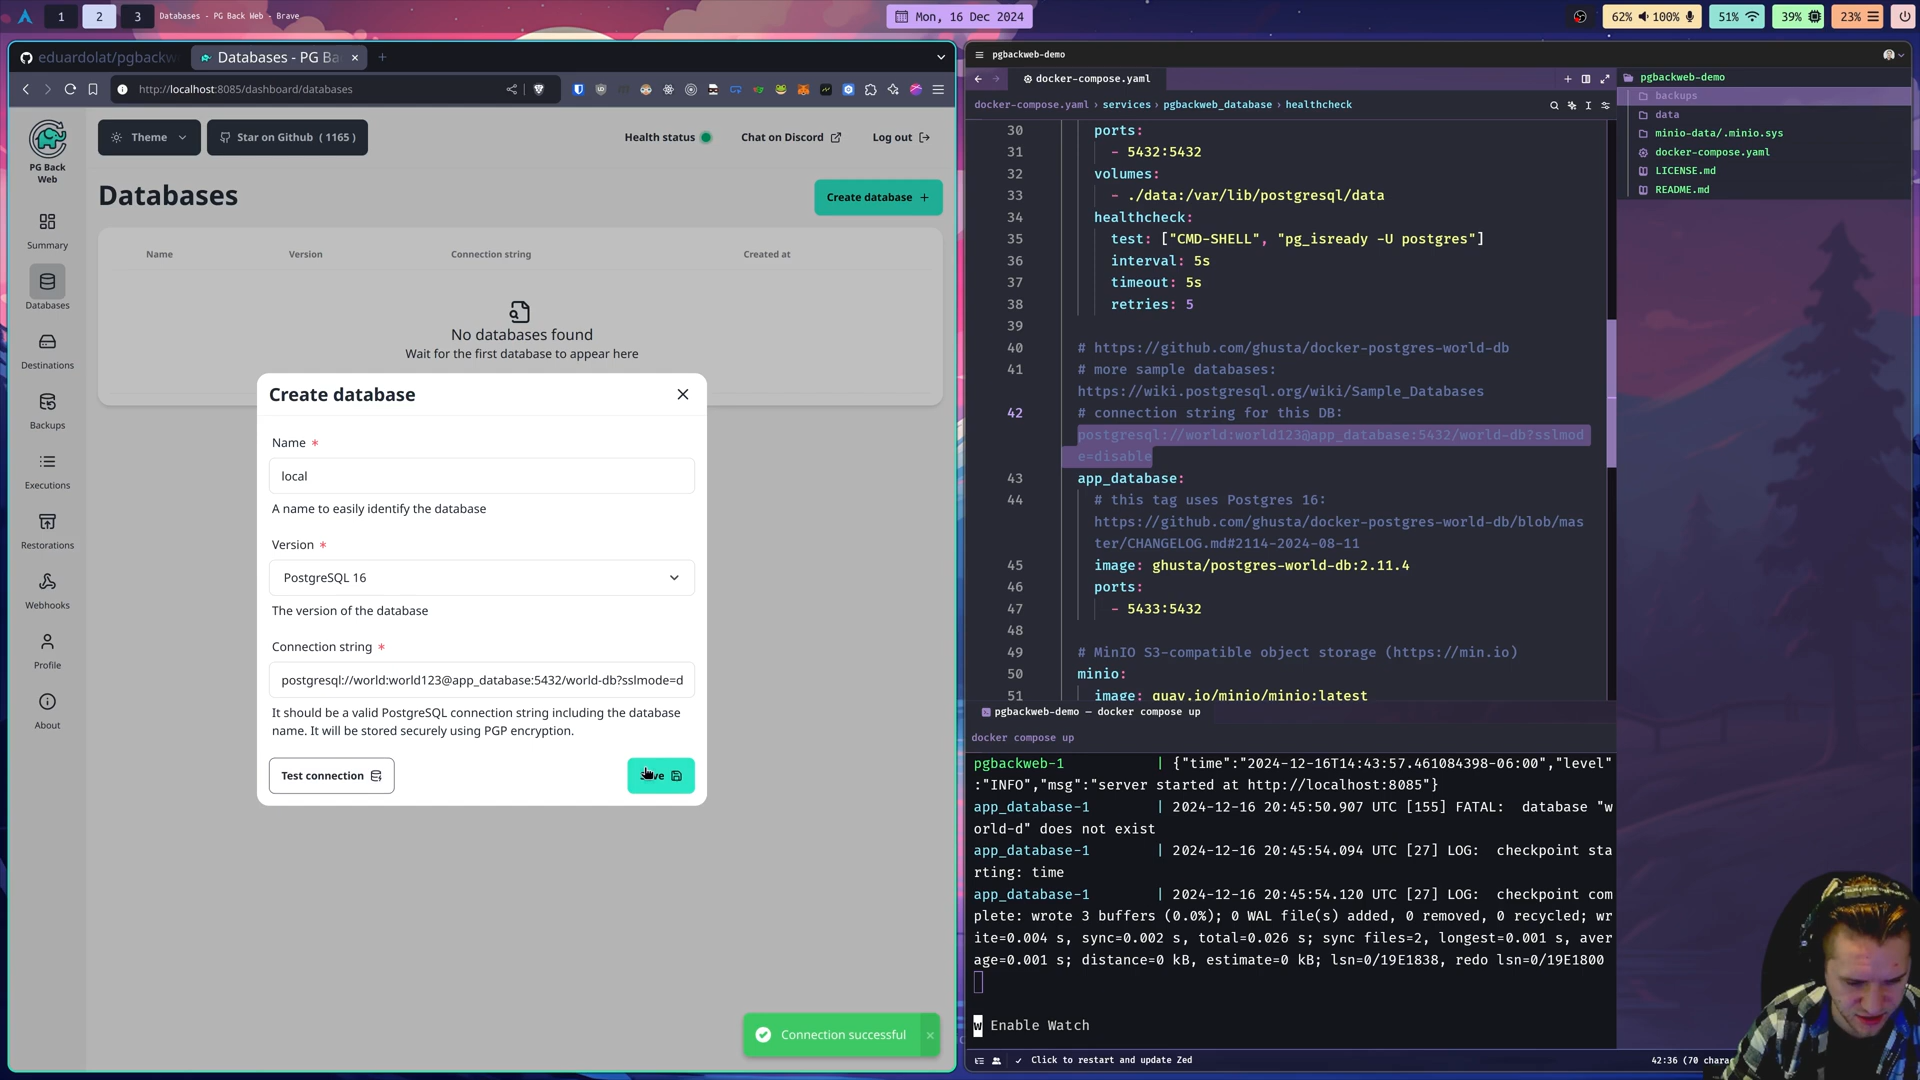 1
2
3
Databases - PG Back Web - Brave
Mon, 16 Dec 2024
62%
100%
51%
39%
23%
eduardolat/pgbackw
Databases - PG Ba
http://localhost:8085/dashboard/databases
PG Back
Web
Theme
Star on Github ( 1165 )
Health status
Chat on Discord
Log out
Databases
Create database +
Summary
Databases
Destinations
Backups
Executions
Restorations
Webhooks
Profile
About
Name
Version
Connection string
Created at
No databases found
Wait for the first database to appear here
Create database
Name *
local
A name to easily identify the database
Version *
PostgreSQL 16
The version of the database
Connection string *
postgresql://world:world123@app_database:5432/world-db?sslmode=d
It should be a valid PostgreSQL connection string including the database
name. It will be stored securely using PGP encryption.
Test connection
Connection successful
pgbackweb-demo
docker-compose.yaml
docker-compose.yaml › services › pgbackweb_database › healthcheck
30 ports:
31 - 5432:5432
32 volumes:
33 - ./data:/var/lib/postgresql/data
34 healthcheck:
35 test: ["CMD-SHELL", "pg_isready -U postgres"]
36 interval: 5s
37 timeout: 5s
38 retries: 5
39
40 # https://github.com/ghusta/docker-postgres-world-db
41 # more sample databases:
https://wiki.postgresql.org/wiki/Sample_Databases
42 # connection string for this DB:
postgresql://world:world123@app_database:5432/world-db?sslmod
e=disable
43 app_database:
44 # this tag uses Postgres 16:
https://github.com/ghusta/docker-postgres-world-db/blob/mas
ter/CHANGELOG.md#2114-2024-08-11
45 image: ghusta/postgres-world-db:2.11.4
46 ports:
47 - 5433:5432
48
49 # MinIO S3-compatible object storage (https://min.io)
50 minio:
51 image: quay.io/minio/minio:latest
pgbackweb-demo
backups
data
minio-data/.minio.sys
docker-compose.yaml
LICENSE.md
README.md
pgbackweb-demo — docker compose up
docker compose up
pgbackweb-1 | {"time":"2024-12-16T14:43:57.461084398-06:00","level"
:"INFO","msg":"server started at http://localhost:8085"}
app_database-1 | 2024-12-16 20:45:50.907 UTC [155] FATAL: database "w
orld-d" does not exist
app_database-1 | 2024-12-16 20:45:54.094 UTC [27] LOG: checkpoint sta
rting: time
app_database-1 | 2024-12-16 20:45:54.120 UTC [27] LOG: checkpoint com
plete: wrote 3 buffers (0.0%); 0 WAL file(s) added, 0 removed, 0 recycled; wr
ite=0.004 s, sync=0.002 s, total=0.026 s; sync files=2, longest=0.001 s, aver
age=0.001 s; distance=0 kB, estimate=0 kB; lsn=0/19E1838, redo lsn=0/19E1800
w Enable Watch
Click to restart and update Zed
42:36 (70 chara